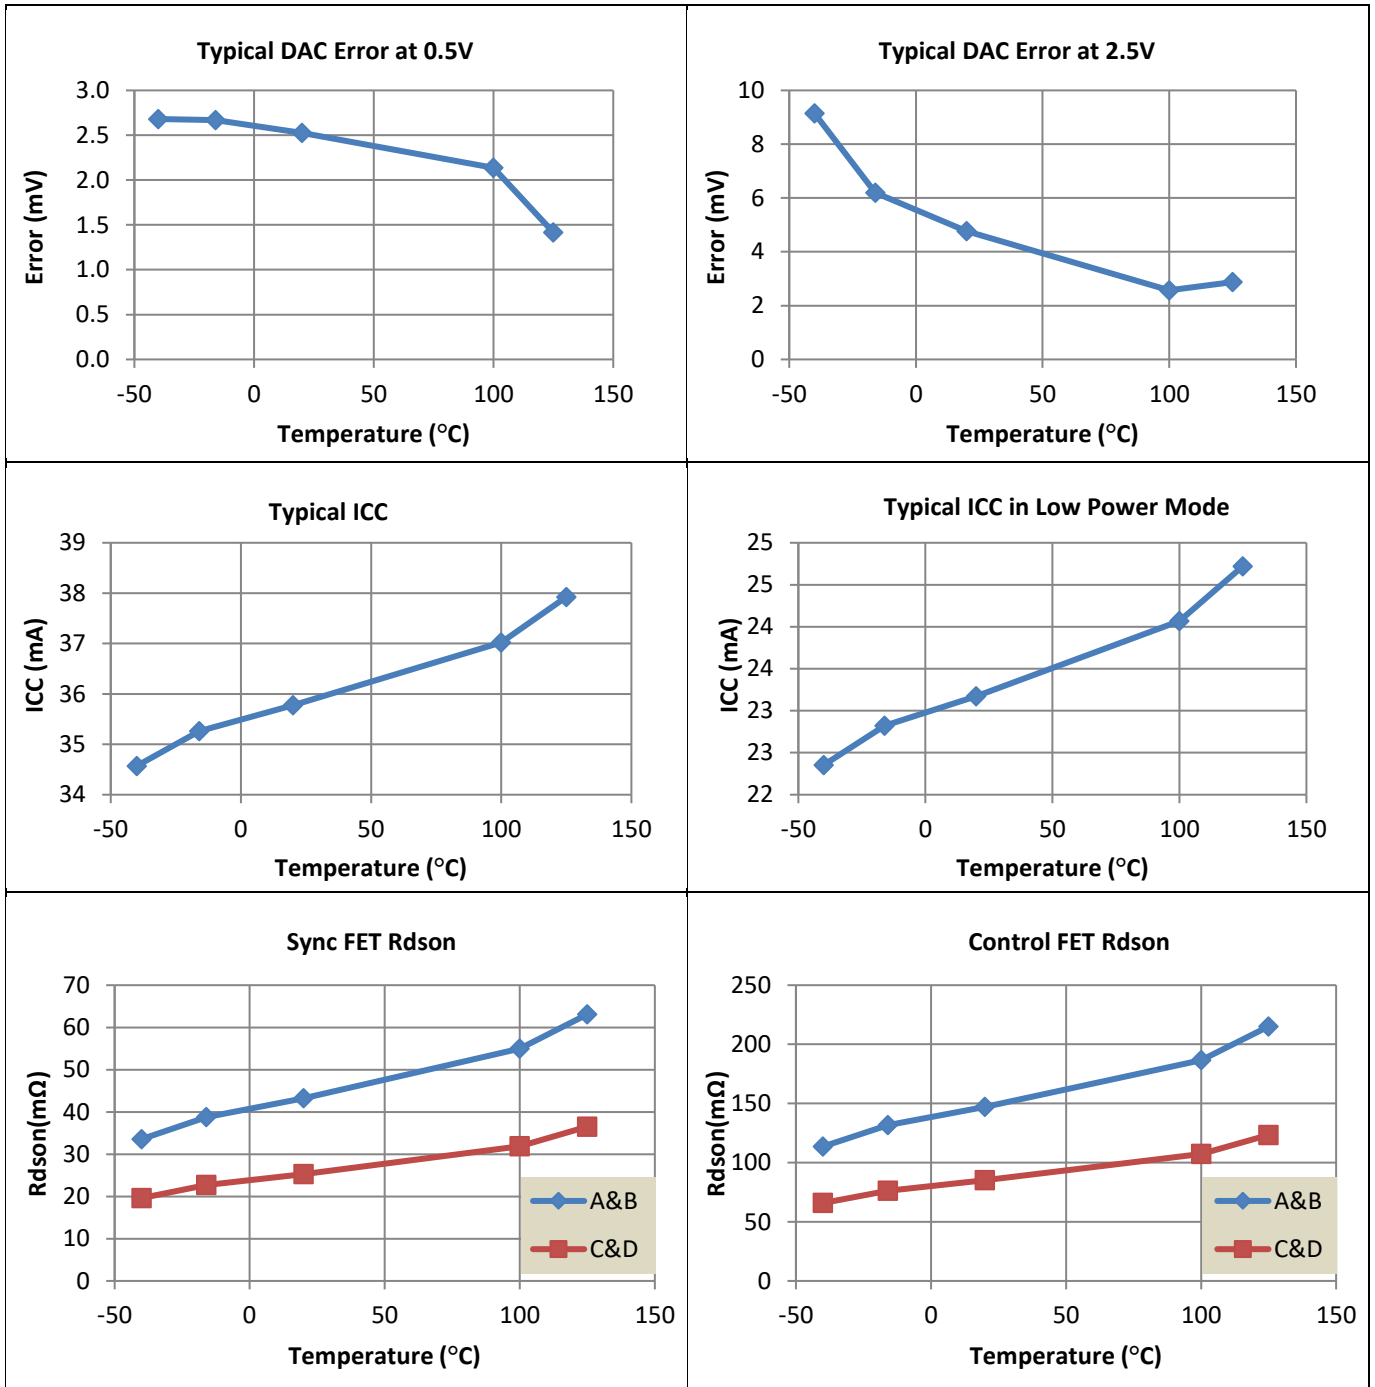 Typical DAC Error at 0.5V
3.0
2.5
2.0
1.5
1.0
0.5
0.0
Error (mV)
-50 0 50 100 150
Temperature (°C)
Typical DAC Error at 2.5V
10
8
6
4
2
0
Error (mV)
-50 0 50 100 150
Temperature (°C)
Typical ICC
39
38
37
36
35
34
ICC (mA)
-50 0 50 100 150
Temperature (°C)
Typical ICC in Low Power Mode
25
25
24
24
23
23
22
ICC (mA)
-50 0 50 100 150
Temperature (°C)
Sync FET Rdson
70
60
50
40
30
20
10
0
Rdson(mΩ)
A&B
C&D
-50 0 50 100 150
Temperature (°C)
Control FET Rdson
250
200
150
100
50
0
Rdson(mΩ)
A&B
C&D
-50 0 50 100 150
Temperature (°C)